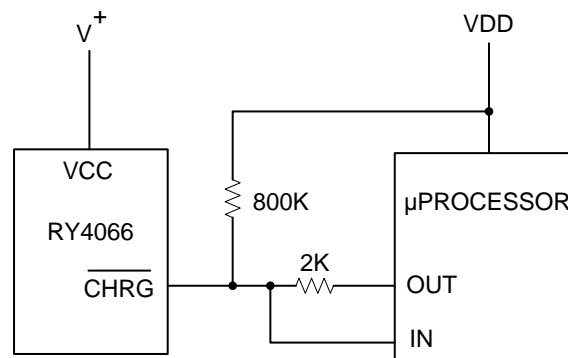 V+
VDD
VCC
800K
µPROCESSOR
RY4066
2K
CHRG
OUT
IN